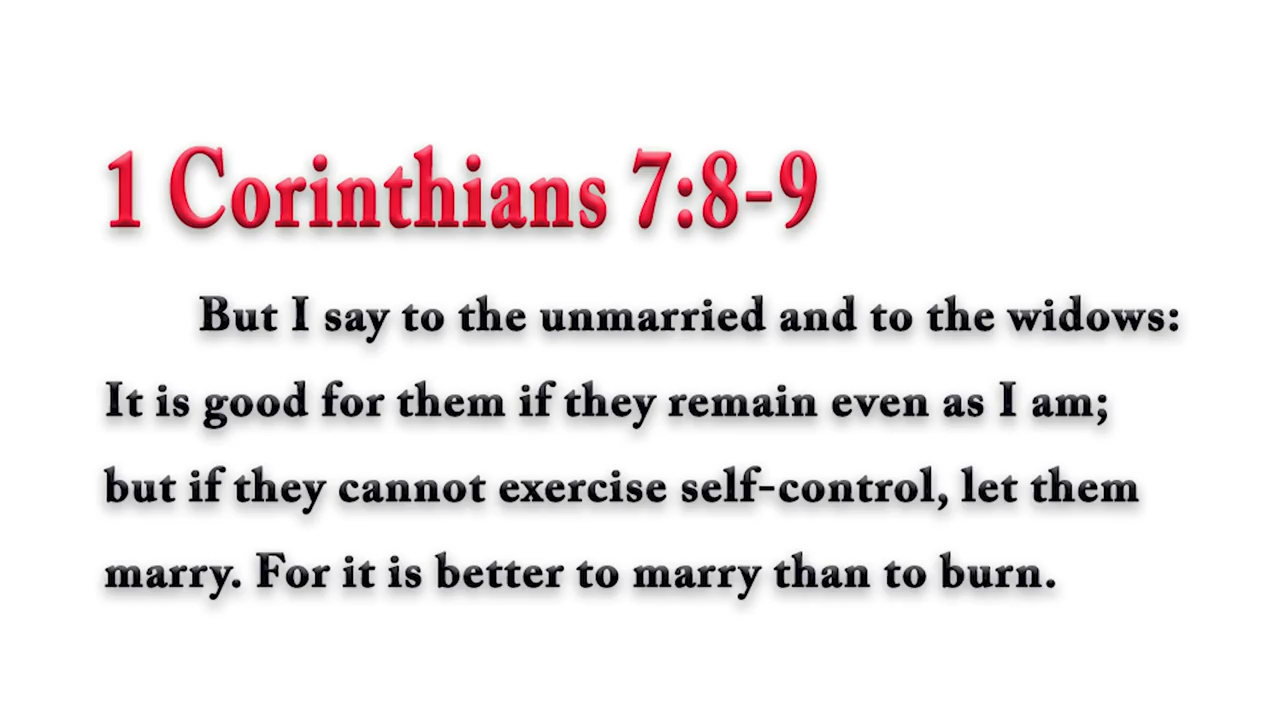 1 Corinthians 7:8-9
But I say to the unmarried and to the widows:
It is good for them if they remain even as I am;
but if they cannot exercise self-control, let them
marry. For it is better to marry than to burn.